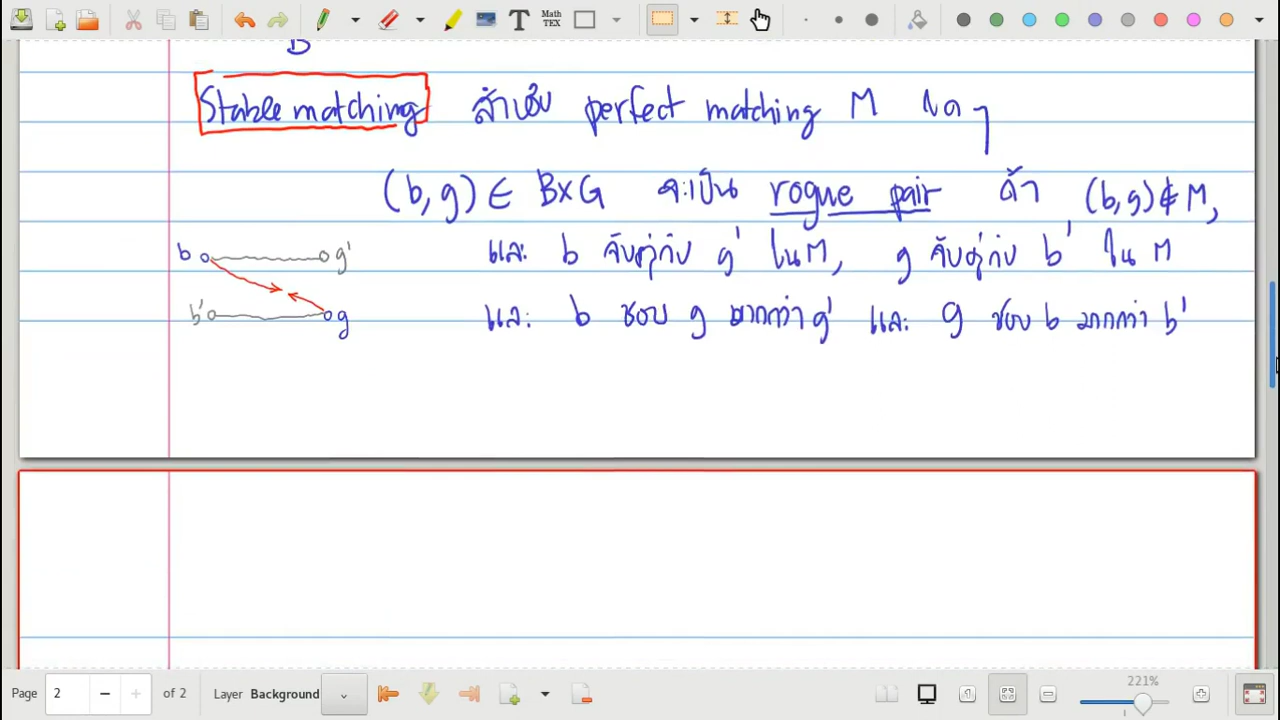 Math
TEX
B
Stable matching สำหรับ perfect matching M ใด ๆ
(b, g) ∈ B×G จะเป็น rogue pair ถ้า (b, g) ∉ M,
b g' และ b จับคู่กับ g' ใน M, g จับคู่กับ b' ใน M
b' g และ b ชอบ g มากกว่า g' และ g ชอบ b มากกว่า b'
Page 2 of 2 Layer Background 221%